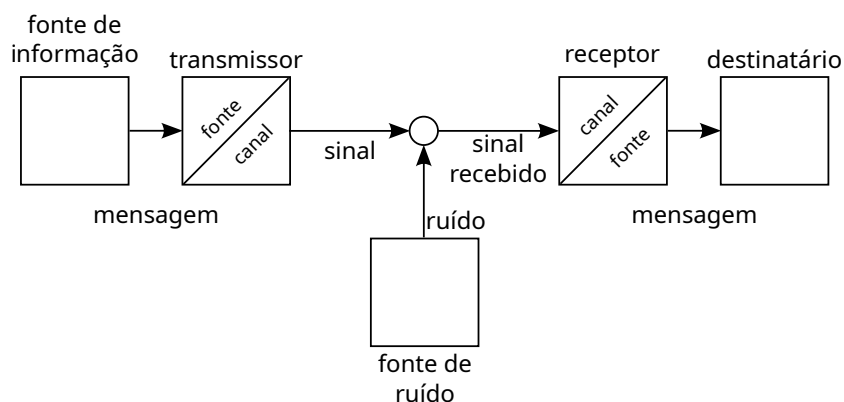 fonte de
informação
transmissor
receptor
destinatário
fonte
canal
canal
fonte
sinal
sinal
recebido
mensagem
ruído
mensagem
fonte de
ruído